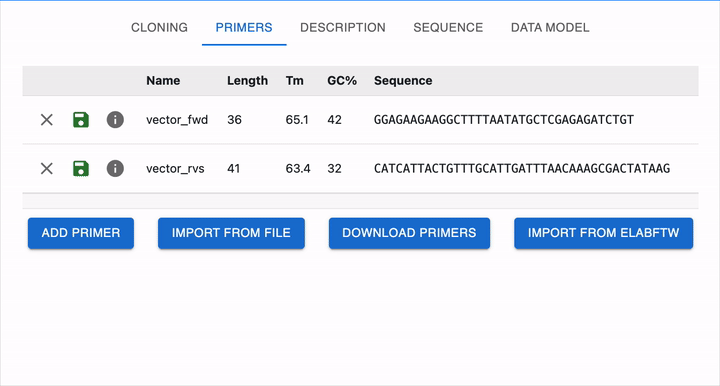 CLONING PRIMERS DESCRIPTION SEQUENCE DATA MODEL
Name Length Tm GC% Sequence
vector_fwd 36 65.1 42 GGAGAAGAAGGCTTTTAATATGCTCGAGAGATCTGT
vector_rvs 41 63.4 32 CATCATTACTGTTTGCATTGATTTAACAAAGCGACTATAAG
ADD PRIMER IMPORT FROM FILE DOWNLOAD PRIMERS IMPORT FROM ELABFTW